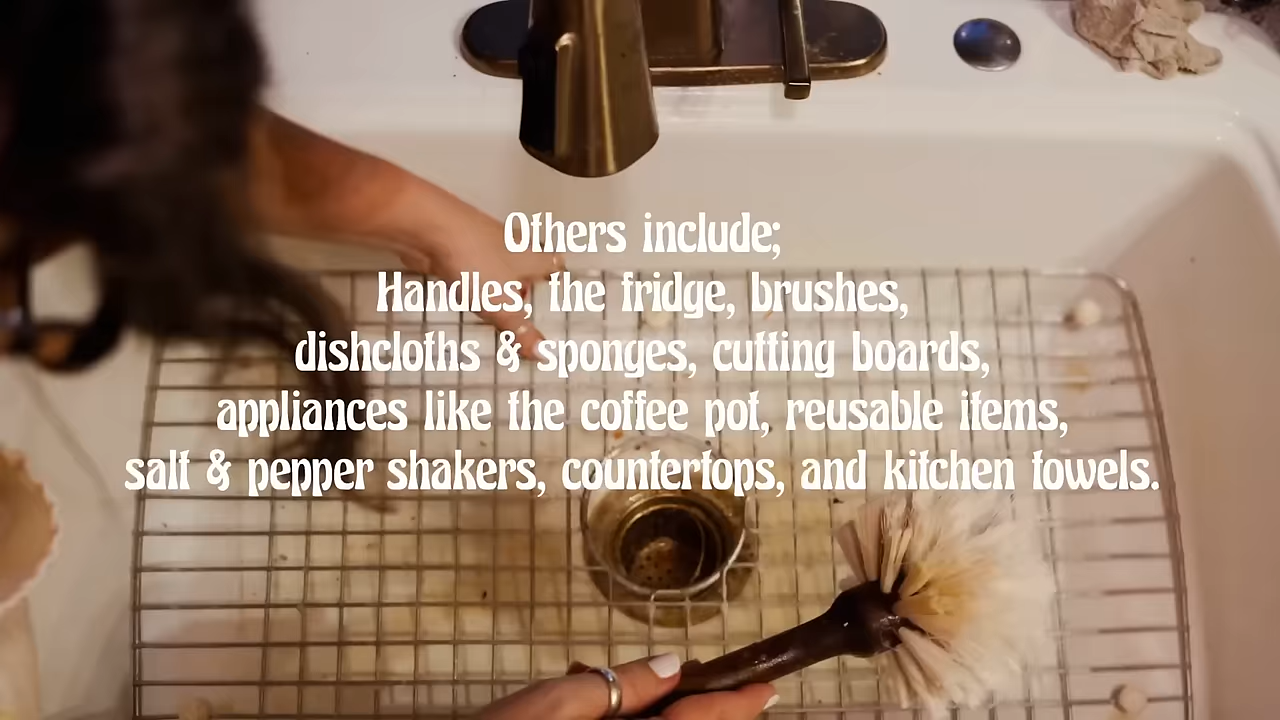 Others include;
Handles, the fridge, brushes,
dishcloths & sponges, cutting boards,
appliances like the coffee pot, reusable items,
salt & pepper shakers, countertops, and kitchen towels.